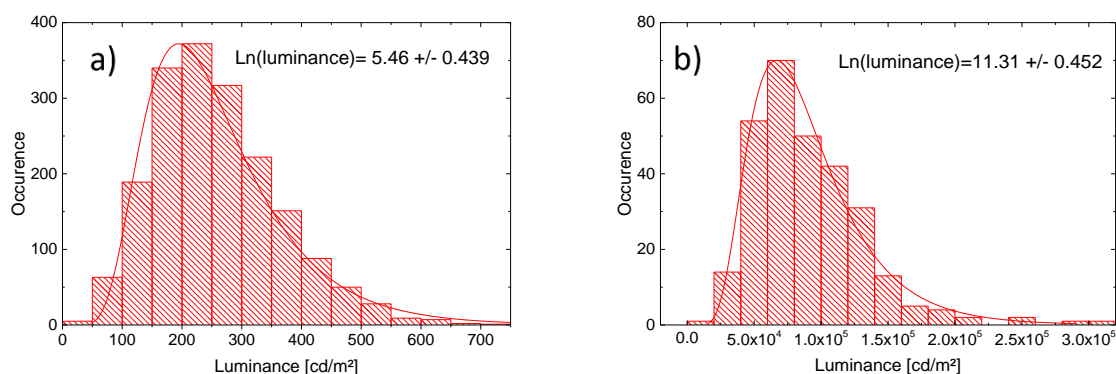 a)
Ln(luminance)= 5.46 +/- 0.439
400
300
200
100
0
Occurence
0 100 200 300 400 500 600 700
Luminance [cd/m²]
b)
Ln(luminance)=11.31 +/- 0.452
80
60
40
20
0
Occurence
0.0 5.0x10⁴ 1.0x10⁵ 1.5x10⁵ 2.0x10⁵ 2.5x10⁵ 3.0x10⁵
Luminance [cd/m²]